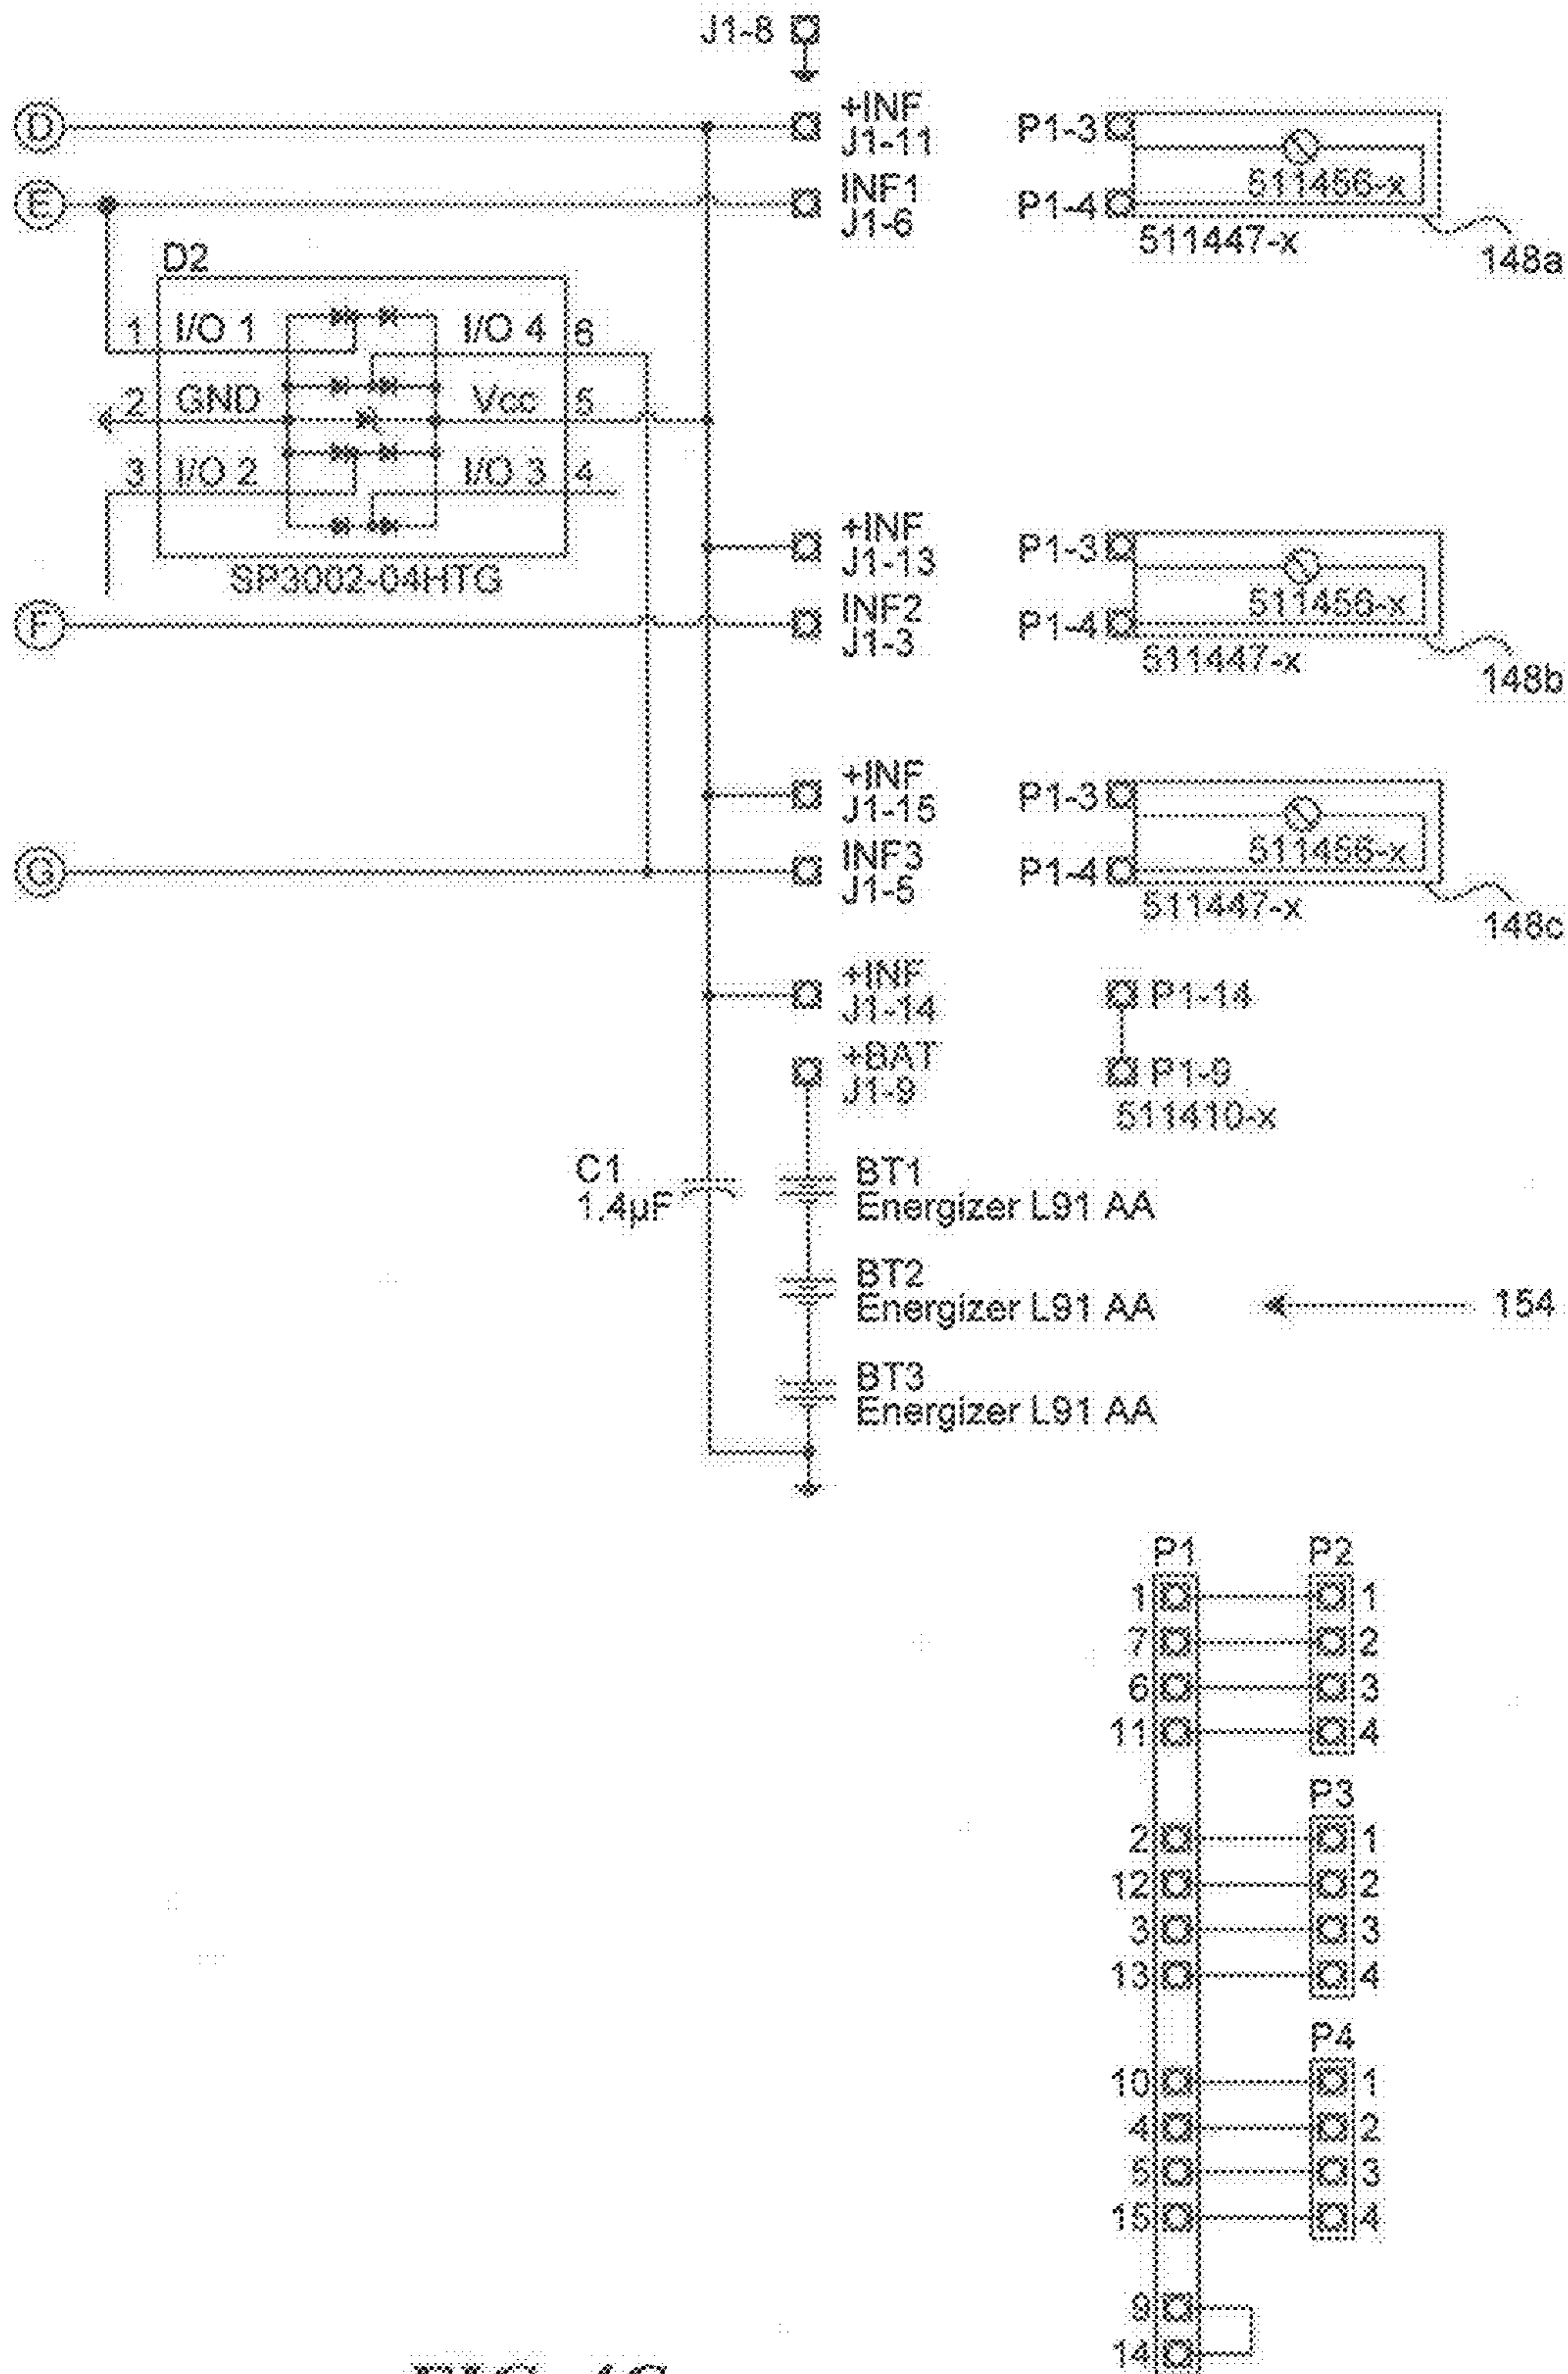 J1-8
D
+INF
J1-11
P1-3
E
INF1
J1-6
P1-4
511456-x
511447-x
148a
D2
1 I/O 1 I/O 4 6
2 GND Vcc 5
3 I/O 2 I/O 3 4
SP3002-04HTG
+INF
J1-13
P1-3
F
INF2
J1-3
P1-4
511456-x
511447-x
148b
+INF
J1-15
P1-3
G
INF3
J1-5
P1-4
511456-x
511447-x
148c
+INF
J1-14
P1-14
+BAT
J1-9
P1-9
511410-x
C1
1.4µF
BT1
Energizer L91 AA
BT2
Energizer L91 AA
154
BT3
Energizer L91 AA
P1 P2
1 1
7 2
6 3
11 4
P3
2 1
12 2
3 3
13 4
P4
10 1
4 2
5 3
15 4
9
14